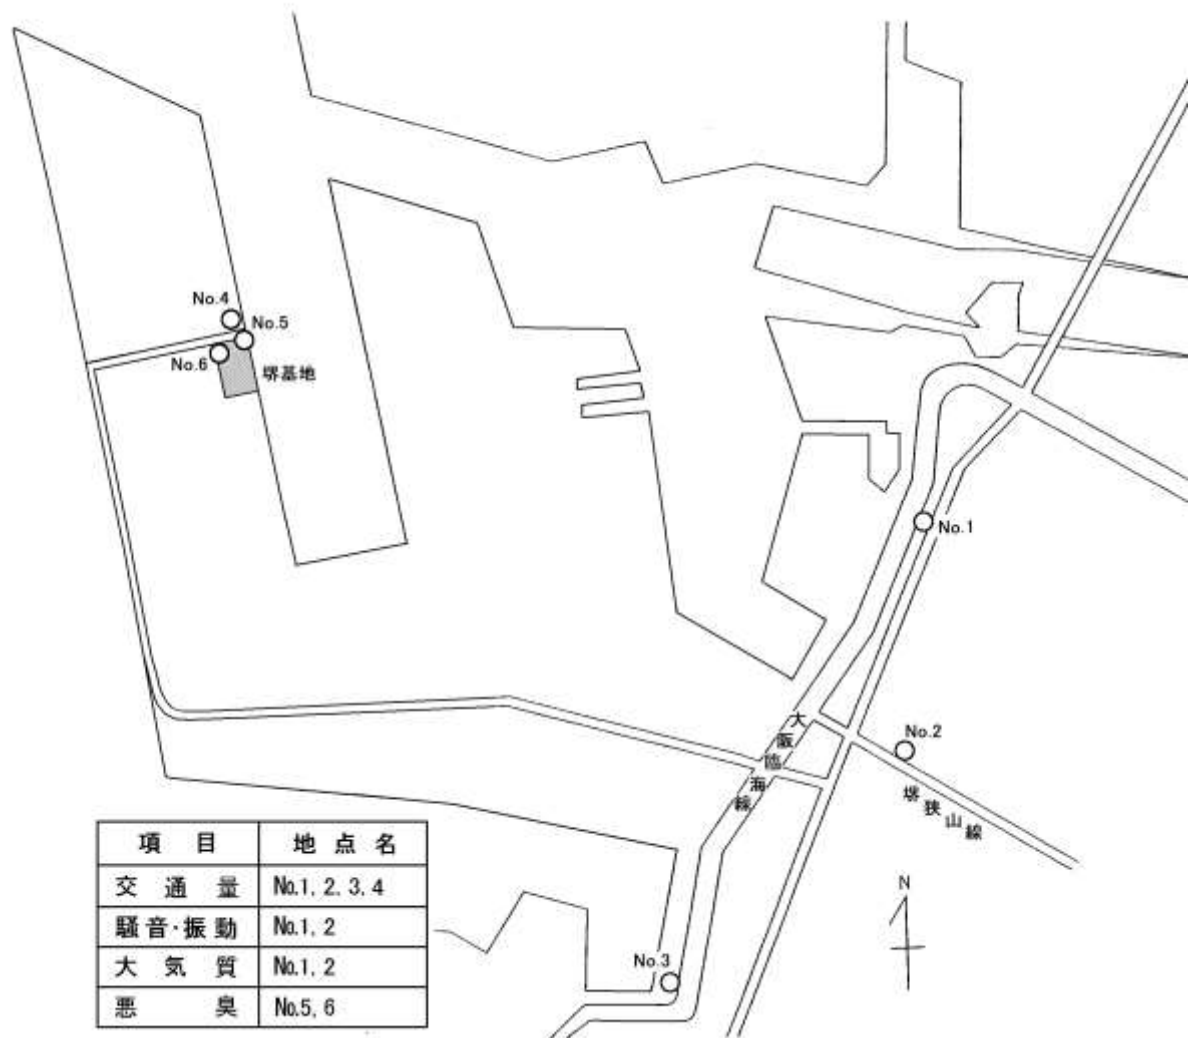 No.4
No.5
No.6
堺基地
No.1
大阪臨海線
No.2
堺狭山線
N
No.3
項 目 地 点 名
交 通 量 No.1, 2, 3, 4
騒音・振動 No.1, 2
大 気 質 No.1, 2
悪 臭 No.5, 6